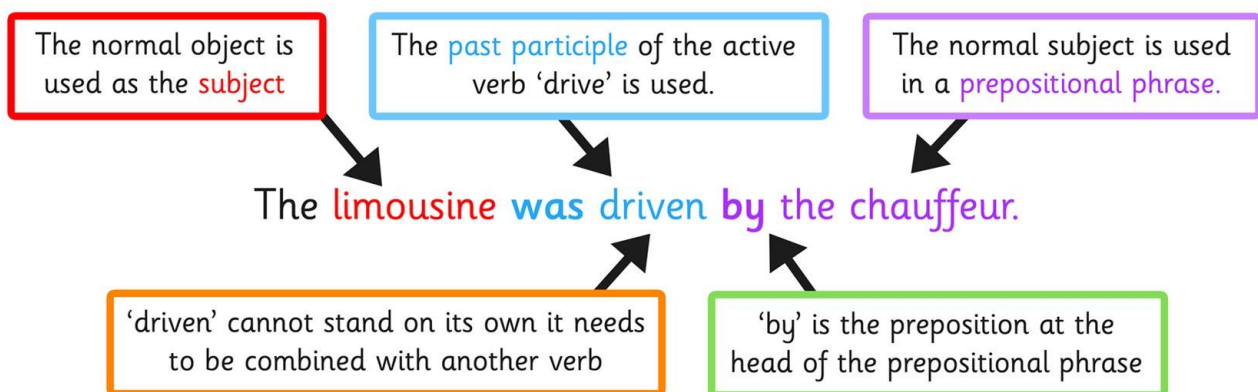 The normal object is
used as the subject
The past participle of the active
verb ‘drive’ is used.
The normal subject is used
in a prepositional phrase.
The limousine was driven by the chauffeur.
‘driven’ cannot stand on its own it needs
to be combined with another verb
‘by’ is the preposition at the
head of the prepositional phrase